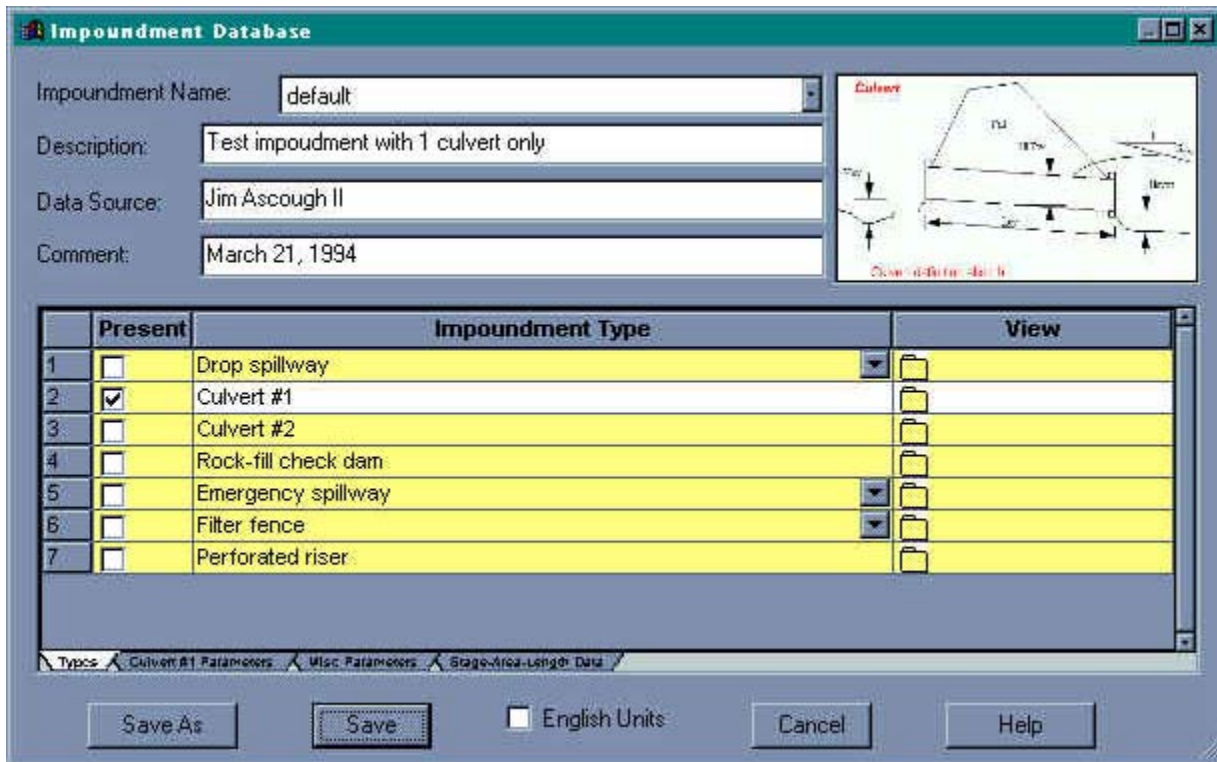 Impoundment Database
Impoundment Name: default
Description: Test impoudment with 1 culvert only
Data Source: Jim Ascough II
Comment: March 21, 1994
Culvert
Present Impoundment Type View
1 Drop spillway
2 Culvert #1
3 Culvert #2
4 Rock-fill check dam
5 Emergency spillway
6 Filter fence
7 Perforated riser
Types Culvert #1 Parameters Misc Parameters Stage-Area-Length Data
Save As Save English Units Cancel Help